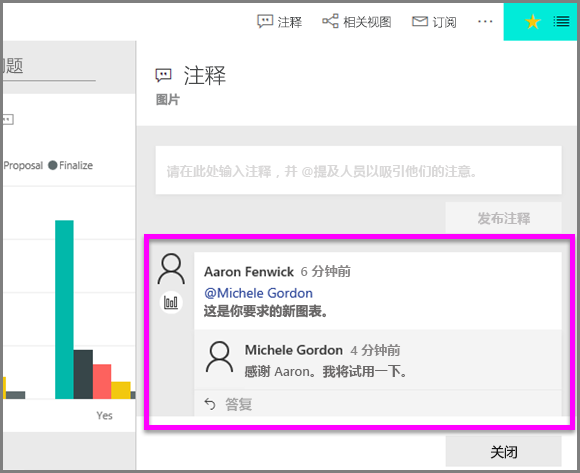 注释 相关视图 订阅 ...
题
注释
图片
Proposal Finalize
请在此处输入注释，并 @提及人员以吸引他们的注意。
发布注释
Aaron Fenwick 6 分钟前
@Michele Gordon
这是你要求的新图表。
Michele Gordon 4 分钟前
感谢 Aaron。我将试用一下。
答复
Yes
关闭